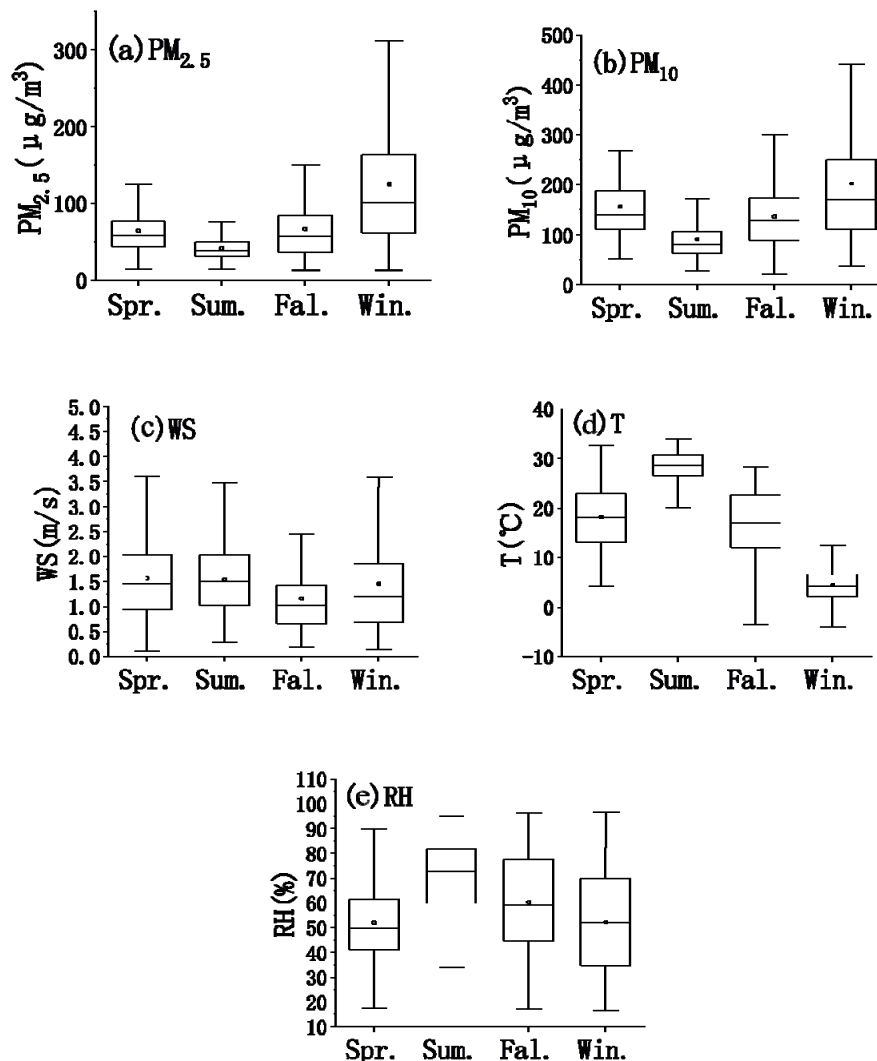 (a) PM2.5
PM2.5 (μg/m³)
300
200
100
0
Spr. Sum. Fal. Win.
(b) PM10
PM10 (μg/m³)
500
400
300
200
100
0
Spr. Sum. Fal. Win.
(c) WS
WS (m/s)
5.0
4.5
4.0
3.5
3.0
2.5
2.0
1.5
1.0
0.5
0.0
Spr. Sum. Fal. Win.
(d) T
T (℃)
40
30
20
10
0
-10
Spr. Sum. Fal. Win.
(e) RH
RH (%)
110
100
90
80
70
60
50
40
30
20
10
Spr. Sum. Fal. Win.